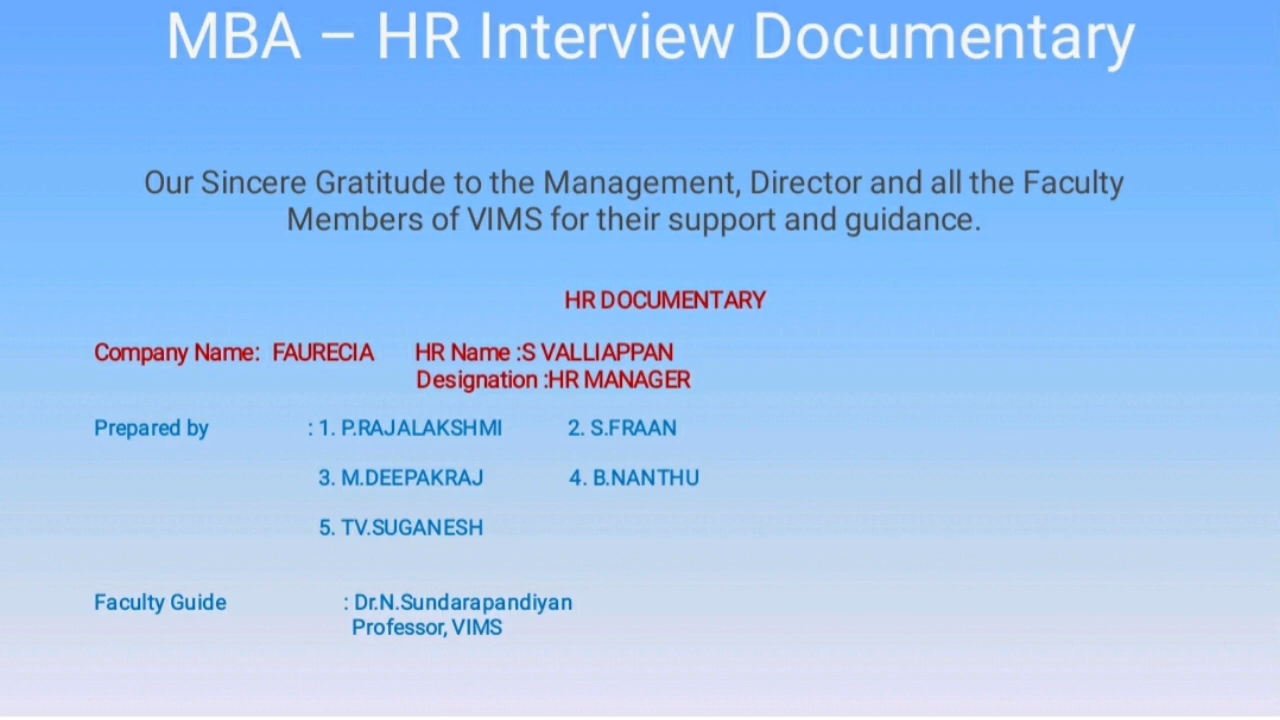 MBA – HR Interview Documentary
Our Sincere Gratitude to the Management, Director and all the Faculty
Members of VIMS for their support and guidance.
HR DOCUMENTARY
Company Name: FAURECIA HR Name :S VALLIAPPAN
Designation :HR MANAGER
Prepared by : 1. P.RAJALAKSHMI 2. S.FRAAN
3. M.DEEPAKRAJ 4. B.NANTHU
5. TV.SUGANESH
Faculty Guide : Dr.N.Sundarapandiyan
Professor, VIMS